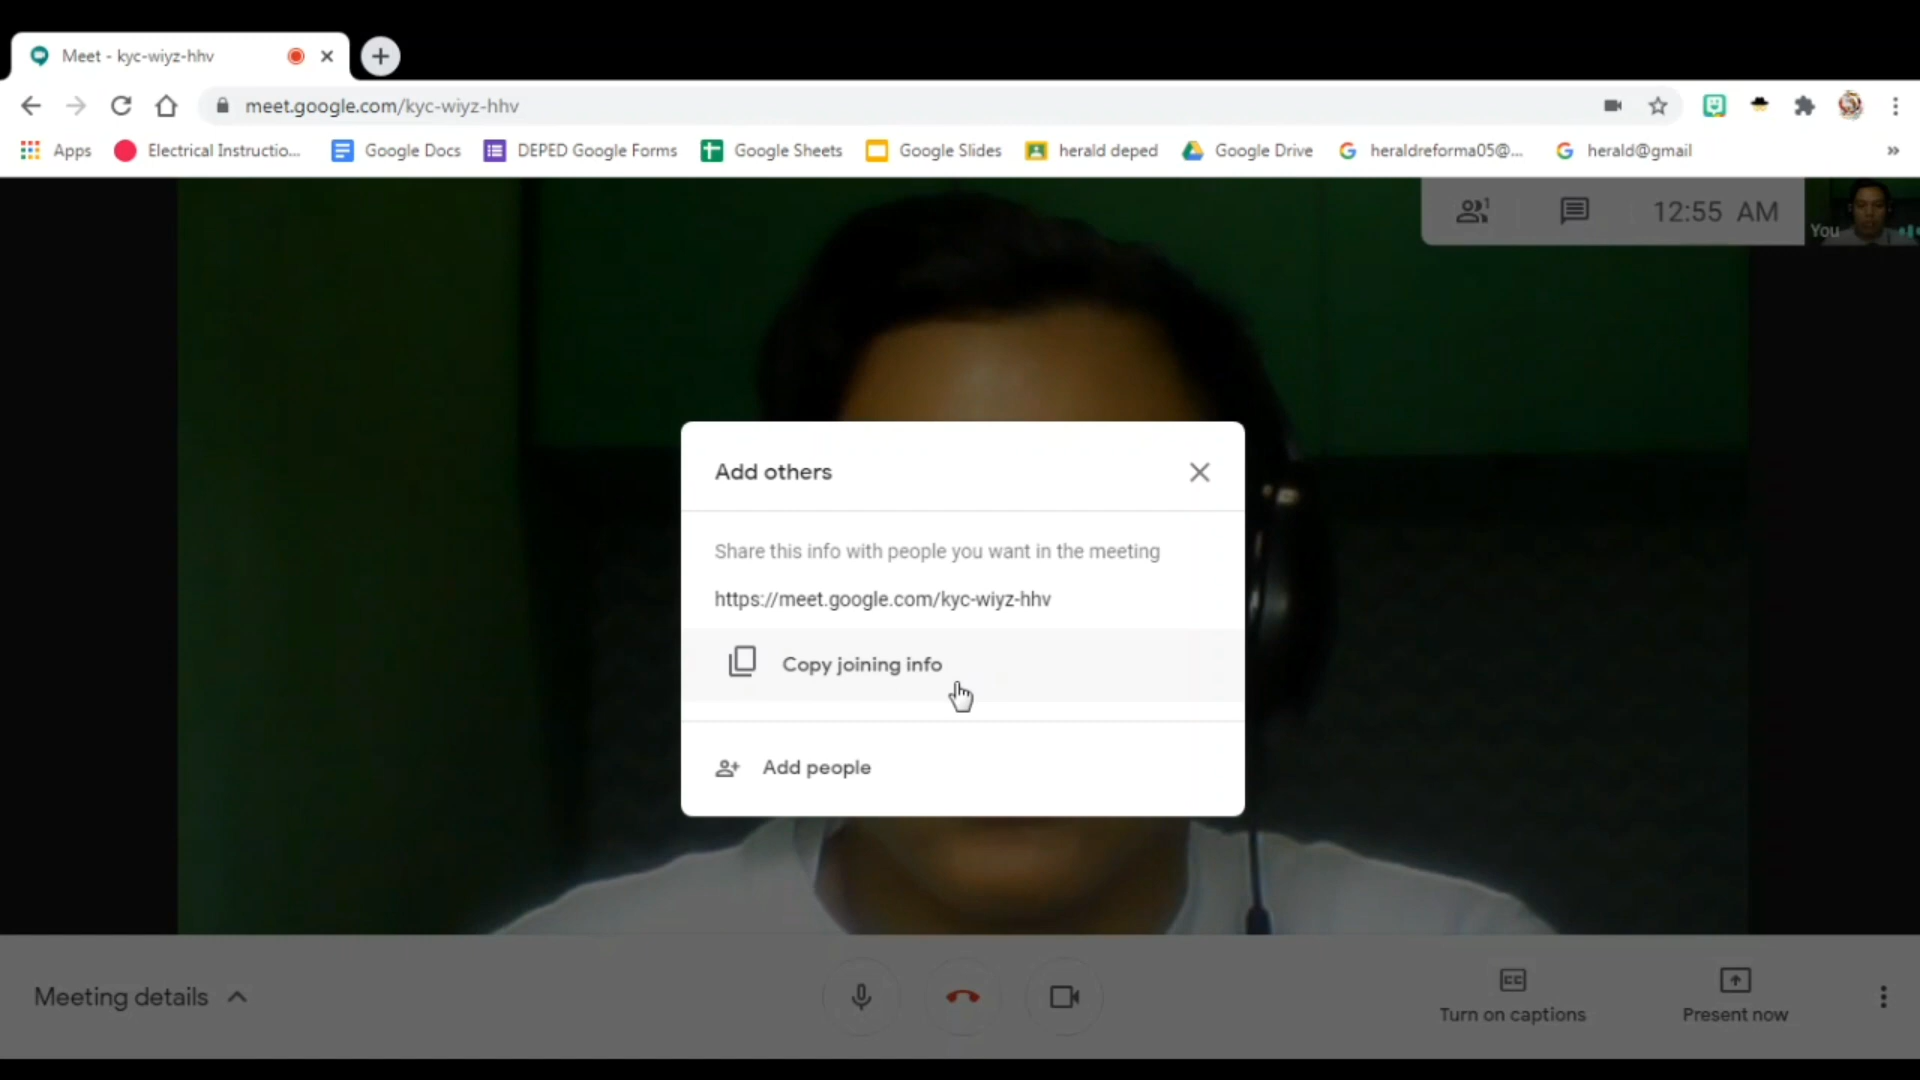 Meet - kyc-wiyz-hhv
meet.google.com/kyc-wiyz-hhv
Apps Electrical Instructio... Google Docs DEPED Google Forms Google Sheets Google Slides herald deped Google Drive heraldreforma05@... herald@gmail »
1 12:55 AM
You
Add others
Share this info with people you want in the meeting
https://meet.google.com/kyc-wiyz-hhv
Copy joining info
Add people
Meeting details
CC
Turn on captions Present now